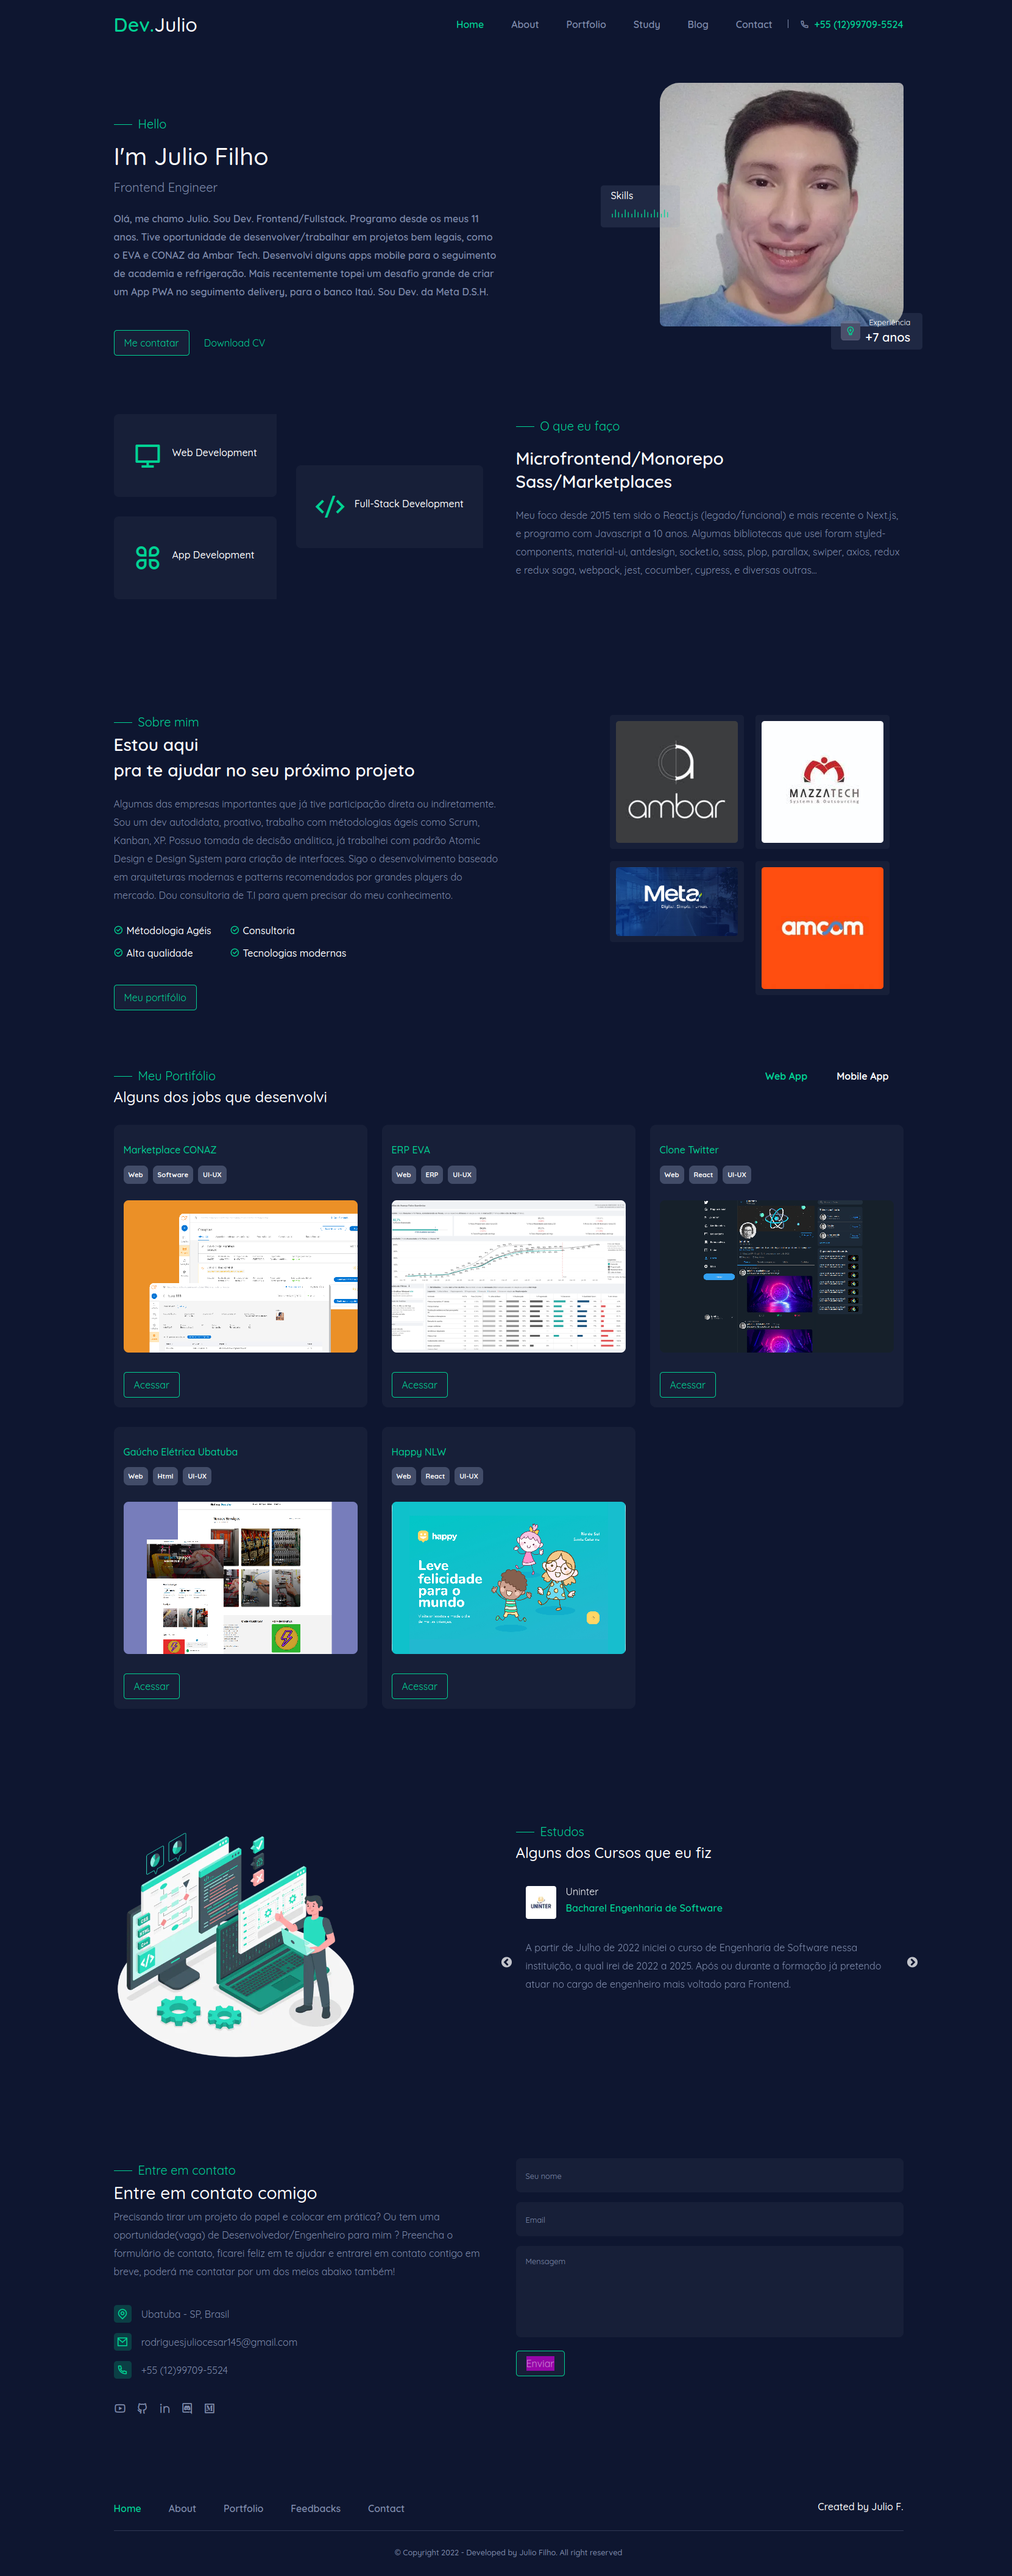 Dev.Julio
Home About Portfolio Study Blog Contact +55 (12)99709-5524
Hello
I'm Julio Filho
Frontend Engineer
Olá, me chamo Julio. Sou Dev. Frontend/Fullstack. Programo desde os meus 11
anos. Tive oportunidade de desenvolver/trabalhar em projetos bem legais, como
o EVA e CONAZ da Ambar Tech. Desenvolvi alguns apps mobile para o seguimento
de academia e refrigeração. Mais recentemente topei um desafio grande de criar
um App PWA no seguimento delivery, para o banco Itaú. Sou Dev. da Meta D.S.H.
Me contatar Download CV
Skills
Experiência
+7 anos
Web Development
Full-Stack Development
App Development
O que eu faço
Microfrontend/Monorepo
Sass/Marketplaces
Meu foco desde 2015 tem sido o React.js (legado/funcional) e mais recente o Next.js,
e programo com Javascript a 10 anos. Algumas bibliotecas que usei foram styled-
components, material-ui, antdesign, socket.io, sass, plop, parallax, swiper, axios, redux
e redux saga, webpack, jest, cocumber, cypress, e diversas outras...
Sobre mim
Estou aqui
pra te ajudar no seu próximo projeto
Algumas das empresas importantes que já tive participação direta ou indiretamente.
Sou um dev autodidata, proativo, trabalho com métodologias ágeis como Scrum,
Kanban, XP. Possuo tomada de decisão análitica, já trabalhei com padrão Atomic
Design e Design System para criação de interfaces. Sigo o desenvolvimento baseado
em arquiteturas modernas e patterns recomendados por grandes players do
mercado. Dou consultoria de T.I para quem precisar do meu conhecimento.
Métodologia Agéis Consultoria
Alta qualidade Tecnologias modernas
Meu portifólio
ambar
MAZZATECH
Systems & Outsourcing
Meta
amcom
Meu Portifólio
Alguns dos jobs que desenvolvi
Web App Mobile App
Marketplace CONAZ
Web Software UI-UX
Acessar
ERP EVA
Web ERP UI-UX
Acessar
Clone Twitter
Web React UI-UX
Acessar
Gaúcho Elétrica Ubatuba
Web Html UI-UX
Acessar
Happy NLW
Web React UI-UX
happy
Leve
felicidade
para o
mundo
Acessar
Estudos
Alguns dos Cursos que eu fiz
UNINTER
Uninter
Bacharel Engenharia de Software
A partir de Julho de 2022 iniciei o curso de Engenharia de Software nessa
instituição, a qual irei de 2022 a 2025. Após ou durante a formação já pretendo
atuar no cargo de engenheiro mais voltado para Frontend.
Entre em contato
Entre em contato comigo
Precisando tirar um projeto do papel e colocar em prática? Ou tem uma
oportunidade(vaga) de Desenvolvedor/Engenheiro para mim ? Preencha o
formulário de contato, ficarei feliz em te ajudar e entrarei em contato contigo em
breve, poderá me contatar por um dos meios abaixo também!
Ubatuba - SP, Brasil
rodriguesjuliocesar145@gmail.com
+55 (12)99709-5524
Seu nome
Email
Mensagem
Enviar
Home About Portfolio Feedbacks Contact
Created by Julio F.
© Copyright 2022 - Developed by Julio Filho. All right reserved